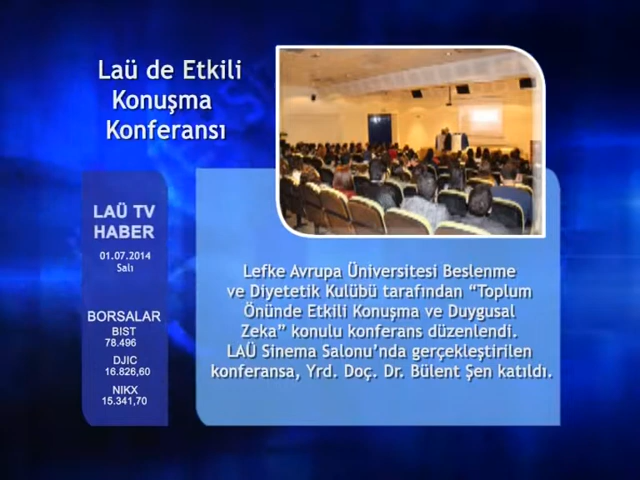 Laü de Etkili
Konuşma
Konferansı
LAÜ TV
HABER
01.07.2014
Salı
BORSALAR
BIST
78.496
DJIC
16.826,60
NIKX
15.341,70
Lefke Avrupa Üniversitesi Beslenme
ve Diyetetik Kulübü tarafından “Toplum
Önünde Etkili Konuşma ve Duygusal
Zeka” konulu konferans düzenlendi.
LAÜ Sinema Salonu’nda gerçekleştirilen
konferansa, Yrd. Doç. Dr. Bülent Şen katıldı.